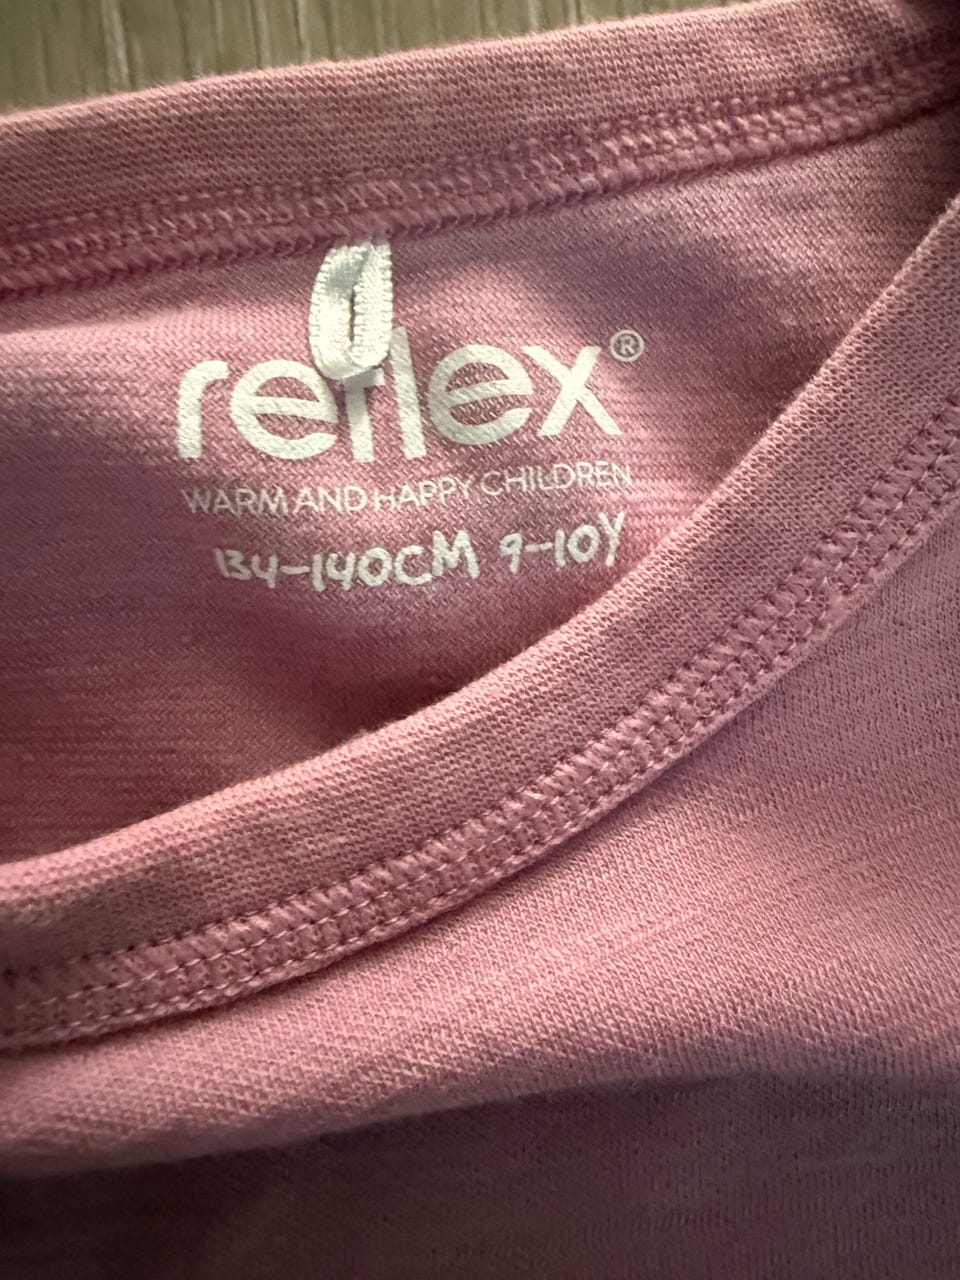 reflex®
WARM AND HAPPY CHILDREN
134-140CM 9-10Y